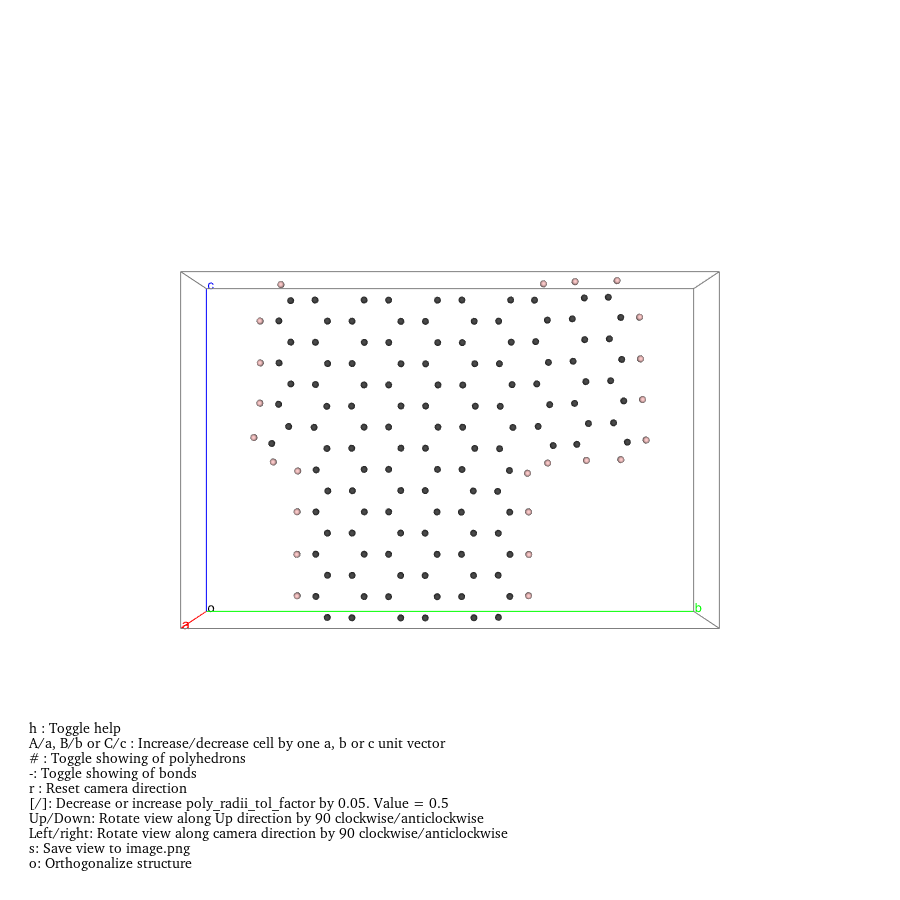 c
o
b
a
h : Toggle help
A/a, B/b or C/c : Increase/decrease cell by one a, b or c unit vector
# : Toggle showing of polyhedrons
-: Toggle showing of bonds
r : Reset camera direction
[/]: Decrease or increase poly_radii_tol_factor by 0.05. Value = 0.5
Up/Down: Rotate view along Up direction by 90 clockwise/anticlockwise
Left/right: Rotate view along camera direction by 90 clockwise/anticlockwise
s: Save view to image.png
o: Orthogonalize structure